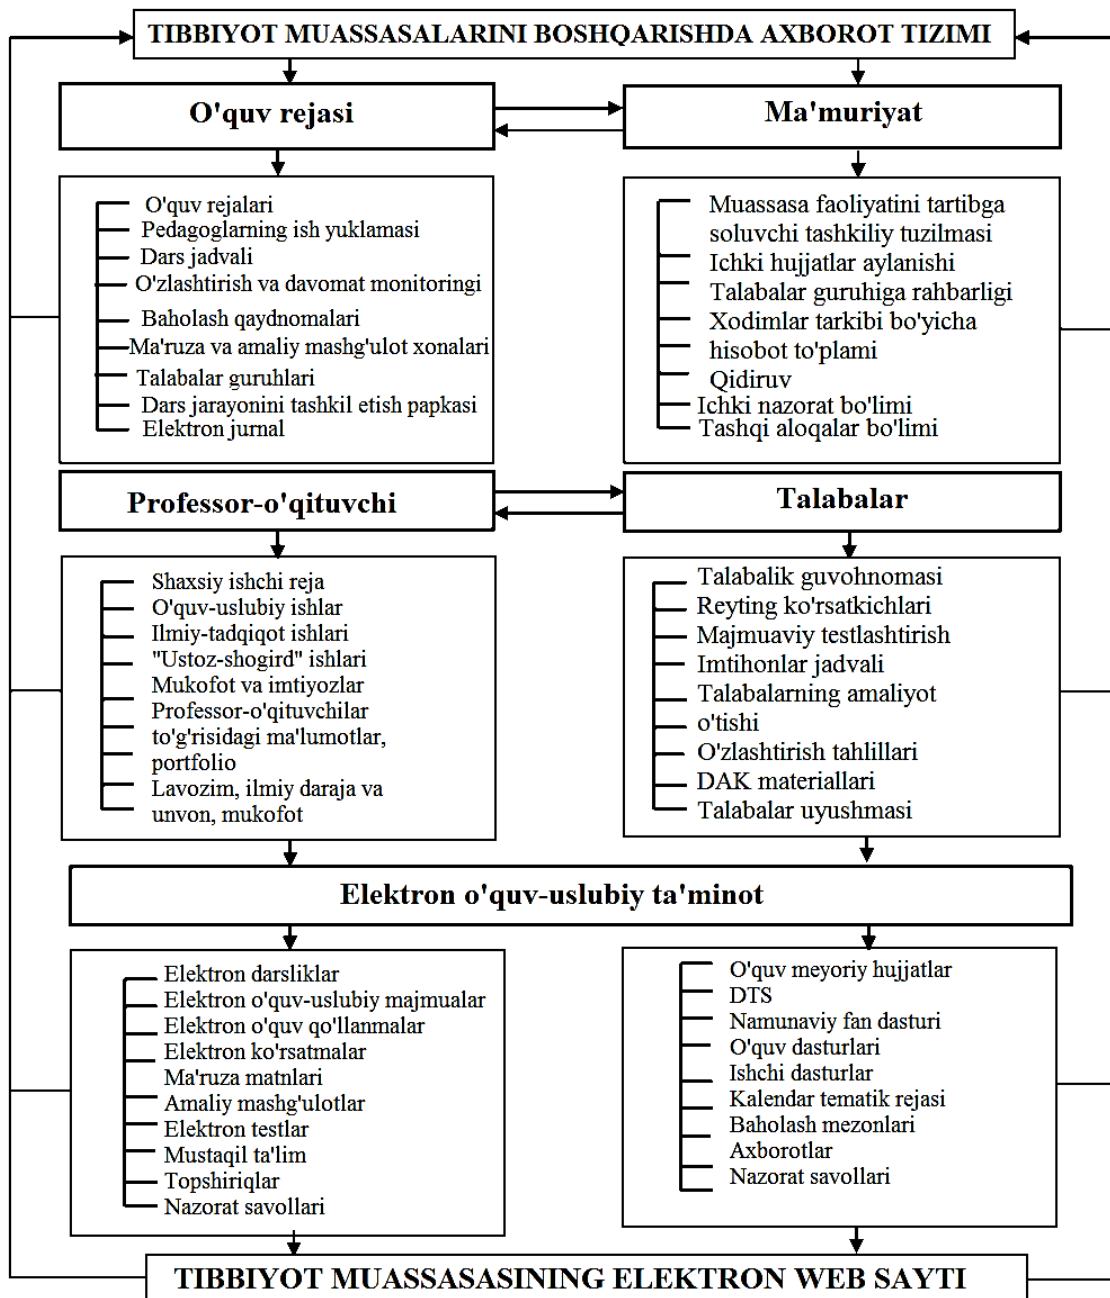 TIBBIYOT MUASSASALARINI BOSHQARISHDA AXBOROT TIZIMI
O'quv rejasi
Ma'muriyat
O'quv rejalari
Pedagoglarning ish yuklamasi
Dars jadvali
O'zlashtirish va davomat monitoringi
Baholash qaydnomalari
Ma'ruza va amaliy mashg'ulot xonalari
Talabalar guruhlari
Dars jarayonini tashkil etish papkasi
Elektron jurnal
Muassasa faoliyatini tartibga
soluvchi tashkiliy tuzilmasi
Ichki hujjatlar aylanishi
Talabalar guruhiga rahbarligi
Xodimlar tarkibi bo'yicha
hisobot to'plami
Qidiruv
Ichki nazorat bo'limi
Tashqi aloqalar bo'limi
Professor-o'qituvchi
Talabalar
Shaxsiy ishchi reja
O'quv-uslubiy ishlar
Ilmiy-tadqiqot ishlari
"Ustoz-shogird" ishlari
Mukofot va imtiyozlar
Professor-o'qituvchilar
to'g'risidagi ma'lumotlar,
portfolio
Lavozim, ilmiy daraja va
unvon, mukofot
Talabalik guvohnomasi
Reyting ko'rsatkichlari
Majmuaviy testlashtirish
Imtihonlar jadvali
Talabalarning amaliyot
o'tishi
O'zlashtirish tahlillari
DAK materiallari
Talabalar uyushmasi
Elektron o'quv-uslubiy ta'minot
Elektron darsliklar
Elektron o'quv-uslubiy majmualar
Elektron o'quv qo'llanmalar
Elektron ko'rsatmalar
Ma'ruza matnlari
Amaliy mashg'ulotlar
Elektron testlar
Mustaqil ta'lim
Topshiriqlar
Nazorat savollari
O'quv meyoriy hujjatlar
DTS
Namunaviy fan dasturi
O'quv dasturlari
Ishchi dasturlar
Kalendar tematik rejasi
Baholash mezonlari
Axborotlar
Nazorat savollari
TIBBIYOT MUASSASASINING ELEKTRON WEB SAYTI